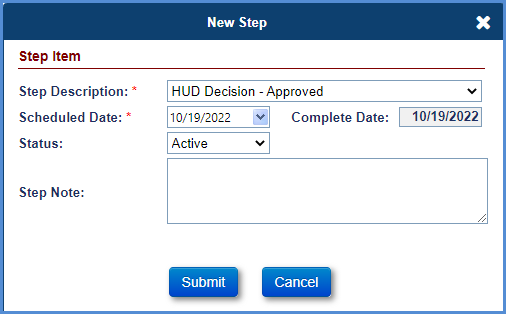 New Step
Step Item
Step Description: * HUD Decision - Approved
Scheduled Date: * 10/19/2022 Complete Date: 10/19/2022
Status: Active
Step Note:
Submit Cancel